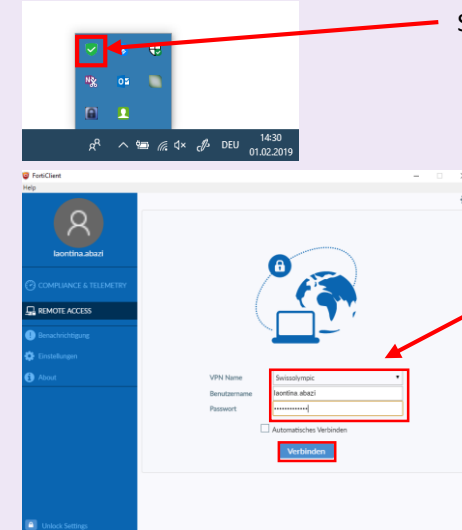 S
DEU
14:30
01.02.2019
FortiClient
Help
laontina.abazi
COMPLIANCE & TELEMETRY
REMOTE ACCESS
Benachrichtigung
Einstellungen
About
VPN Name Swissolympic
Benutzername laontina.abazi
Passwort
Automatisches Verbinden
Verbinden
Unlock Settings